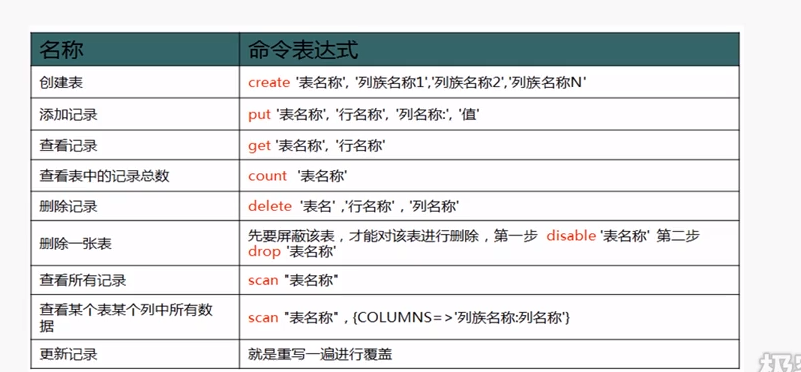 名称 命令表达式
创建表 create '表名称', '列族名称1','列族名称2','列族名称N'
添加记录 put '表名称', '行名称', '列名称:', '值'
查看记录 get '表名称', '行名称'
查看表中的记录总数 count '表名称'
删除记录 delete '表名' ,'行名称' , '列名称'
删除一张表 先要屏蔽该表，才能对该表进行删除，第一步 disable '表名称' 第二步
drop '表名称'
查看所有记录 scan "表名称"
查看某个表某个列中所有数
据 scan "表名称" , {COLUMNS=>'列族名称:列名称'}
更新记录 就是重写一遍进行覆盖